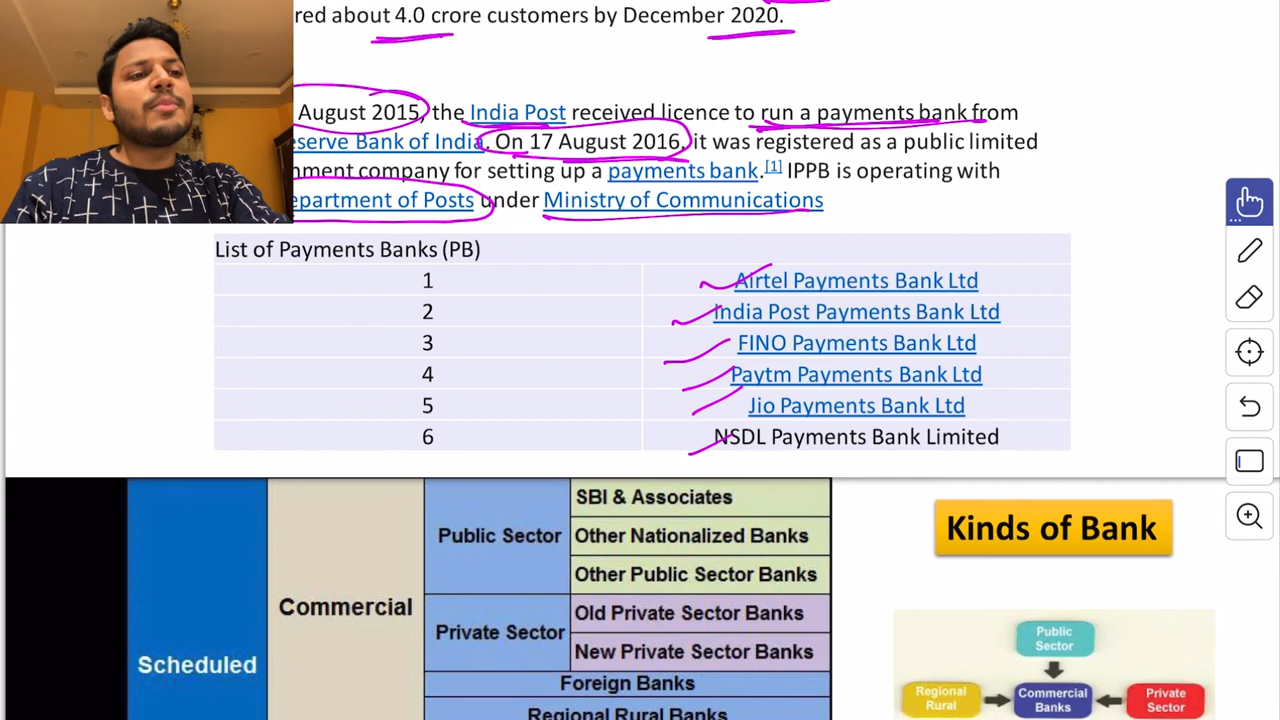 red about 4.0 crore customers by December 2020.
August 2015, the India Post received licence to run a payments bank from
eserve Bank of India. On 17 August 2016, it was registered as a public limited
nment company for setting up a payments bank.[1] IPPB is operating with
epartment of Posts under Ministry of Communications
List of Payments Banks (PB)
1 Airtel Payments Bank Ltd
2 India Post Payments Bank Ltd
3 FINO Payments Bank Ltd
4 Paytm Payments Bank Ltd
5 Jio Payments Bank Ltd
6 NSDL Payments Bank Limited
Scheduled
Commercial
Public Sector
SBI & Associates
Other Nationalized Banks
Other Public Sector Banks
Private Sector
Old Private Sector Banks
New Private Sector Banks
Foreign Banks
Regional Rural Banks
Kinds of Bank
Public
Sector
Regional
Rural
Commercial
Banks
Private
Sector